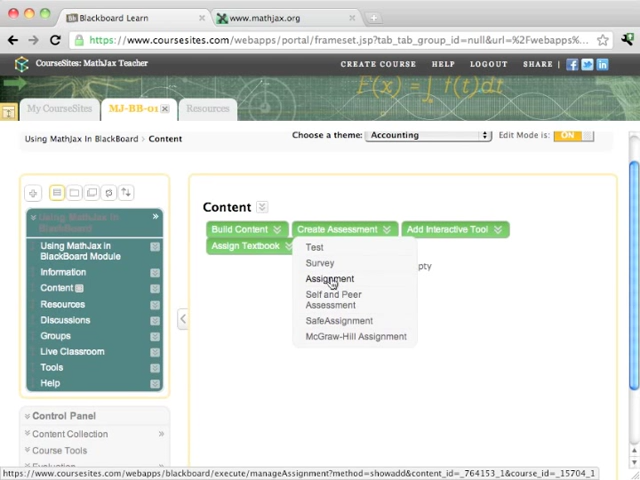 Blackboard Learn
www.mathjax.org
https://www.coursesites.com/webapps/portal/frameset.jsp?tab_tab_group_id=null&url=%2Fwebapps%...
CourseSites: MathJax Teacher
CREATE COURSE HELP LOGOUT SHARE |
F(x) = ∫ f(t)dt
My CourseSites
MJ-BB-01
Resources
Using MathJax In BlackBoard > Content
Choose a theme: Accounting
Edit Mode is: ON
Using MathJax In
BlackBoard
Using MathJax in
BlackBoard Module
Information
Content
Resources
Discussions
Groups
Live Classroom
Tools
Help
Control Panel
Content Collection
Course Tools
Evaluation
Content
Build Content
Create Assessment
Add Interactive Tool
Assign Textbook
Test
Survey
Assignment
Self and Peer
Assessment
SafeAssignment
McGraw-Hill Assignment
pty
https://www.coursesites.com/webapps/blackboard/execute/manageAssignment?method=showadd&content_id=_764153_1&course_id=_15704_1